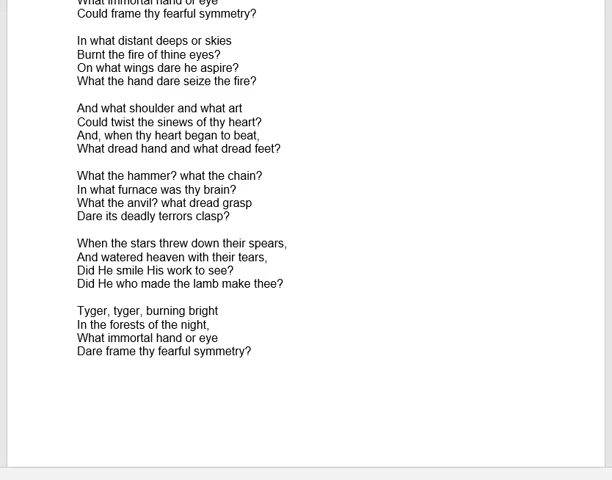 What immortal hand or eye
Could frame thy fearful symmetry?
In what distant deeps or skies
Burnt the fire of thine eyes?
On what wings dare he aspire?
What the hand dare seize the fire?
And what shoulder and what art
Could twist the sinews of thy heart?
And, when thy heart began to beat,
What dread hand and what dread feet?
What the hammer? what the chain?
In what furnace was thy brain?
What the anvil? what dread grasp
Dare its deadly terrors clasp?
When the stars threw down their spears,
And watered heaven with their tears,
Did He smile His work to see?
Did He who made the lamb make thee?
Tyger, tyger, burning bright
In the forests of the night,
What immortal hand or eye
Dare frame thy fearful symmetry?